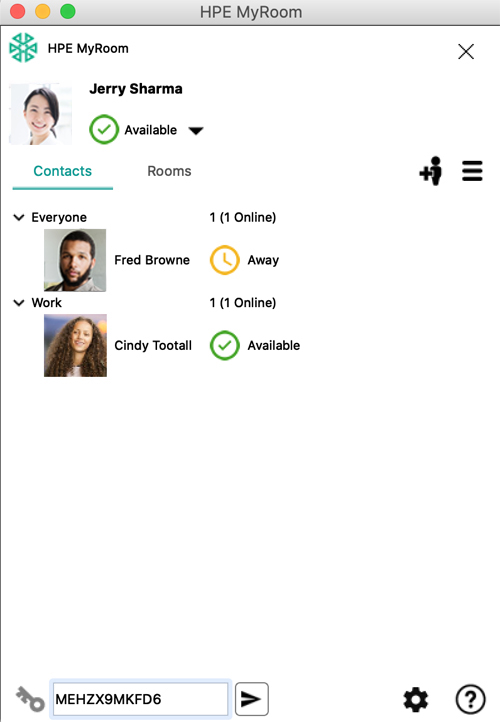 HPE MyRoom
HPE MyRoom
Jerry Sharma
Available
Contacts Rooms
Everyone 1 (1 Online)
Fred Browne Away
Work 1 (1 Online)
Cindy Tootall Available
MEHZX9MKFD6